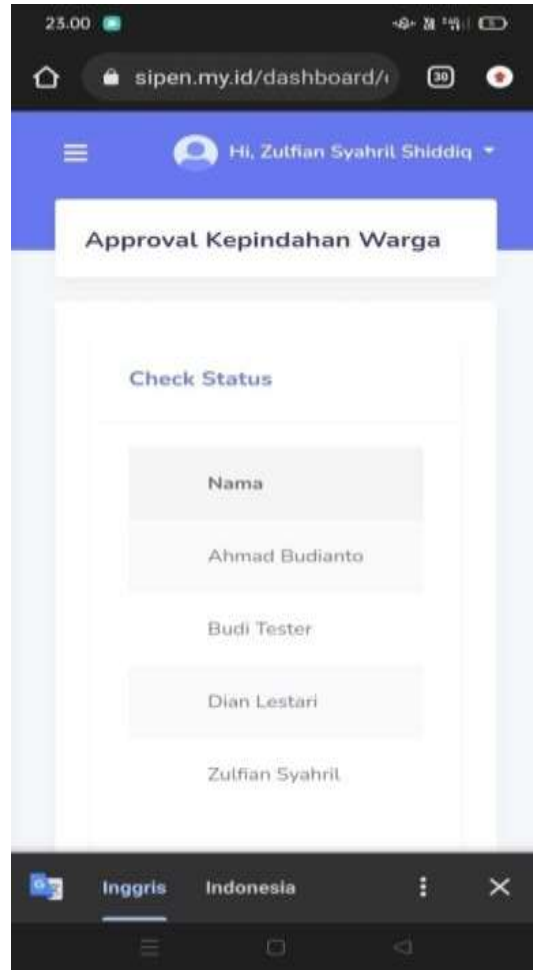 23.00
sipen.my.id/dashboard/
30
Hi, Zulfian Syahril Shiddiq
Approval Kepindahan Warga
Check Status
Nama
Ahmad Budianto
Budi Tester
Dian Lestari
Zulfian Syahril
Inggris Indonesia